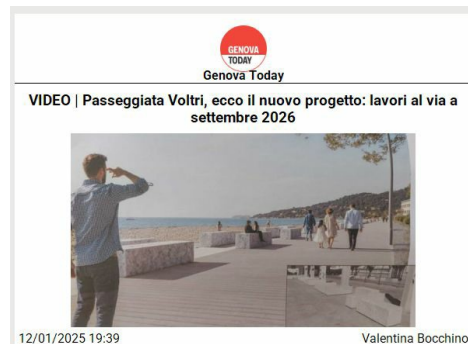 GENOVA
TODAY
Genova Today
VIDEO | Passeggiata Voltri, ecco il nuovo progetto: lavori al via a
settembre 2026
12/01/2025 19:39
Valentina Bocchino